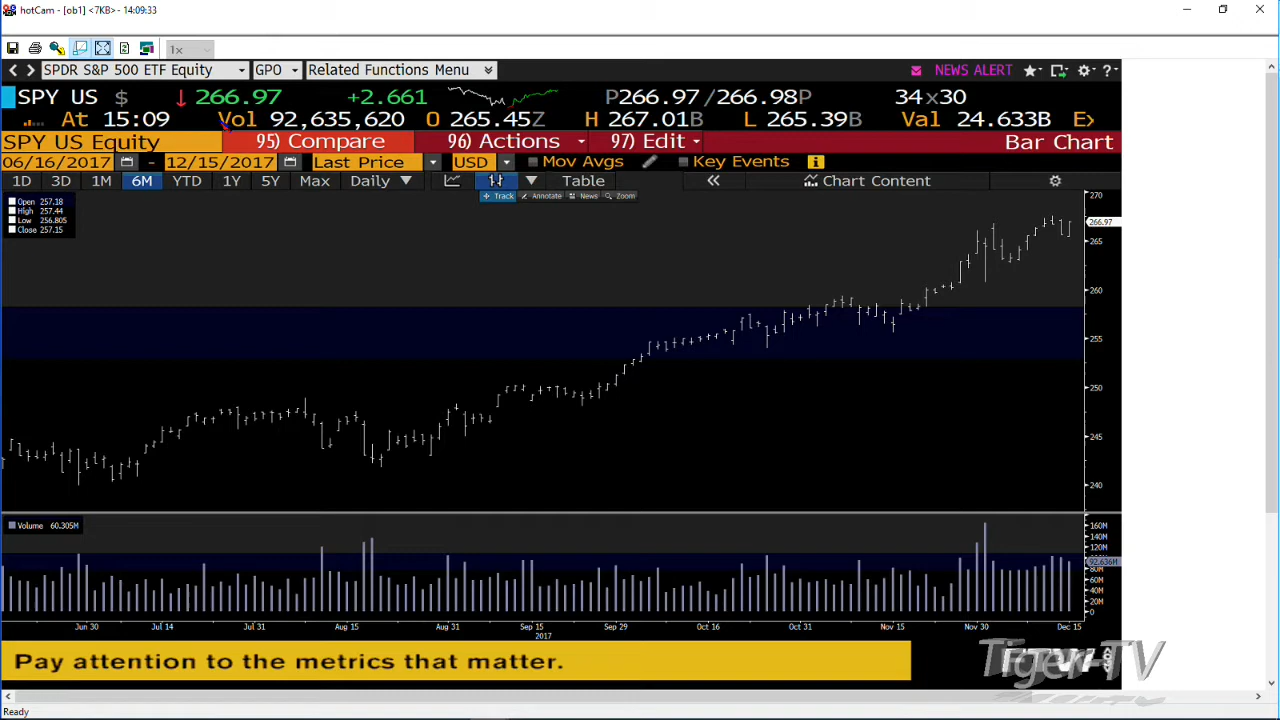 hotCam - [ob1] <7KB> - 14:09:33
1x
SPDR S&P 500 ETF Equity GPO Related Functions Menu NEWS ALERT
SPY US $ ↓ 266.97 +2.661 P266.97 /266.98P 34x30
At 15:09 Vol 92,635,620 O 265.45Z H 267.01B L 265.39B Val 24.633B E>
SPY US Equity 95) Compare 96) Actions 97) Edit Bar Chart
06/16/2017 - 12/15/2017 Last Price USD Mov Avgs Key Events
1D 3D 1M 6M YTD 1Y 5Y Max Daily ▼ Table « Chart Content
Track Annotate News Zoom
Open 257.18
High 257.44
Low 256.805
Close 257.15
270
266.97
265
260
255
250
245
240
Volume 60.305M
160M
140M
120M
92.636M
80M
60M
40M
20M
0
Jun 30 Jul 14 Jul 31 Aug 15 Aug 31 Sep 15 Sep 29 Oct 16 Oct 31 Nov 15 Nov 30 Dec 15
2017
Pay attention to the metrics that matter.
Tiger-TV
Ready